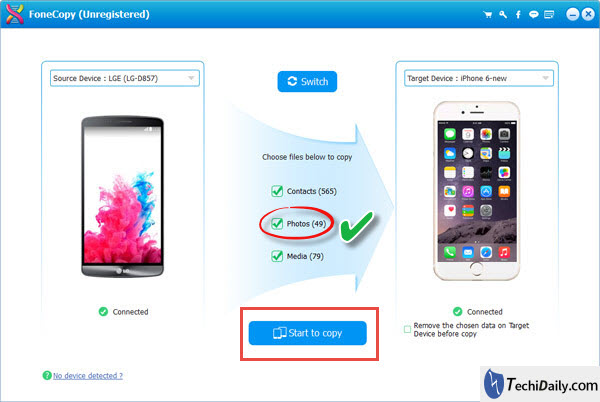 FoneCopy (Unregistered)
Source Device : LGE (LG-D857)
Switch
Target Device : iPhone 6-new
Choose files below to copy
Contacts (565)
Photos (49)
Media (79)
LG
Connected
Connected
Start to copy
Remove the chosen data on Target
Device before copy
No device detected ?
TechiDaily.com